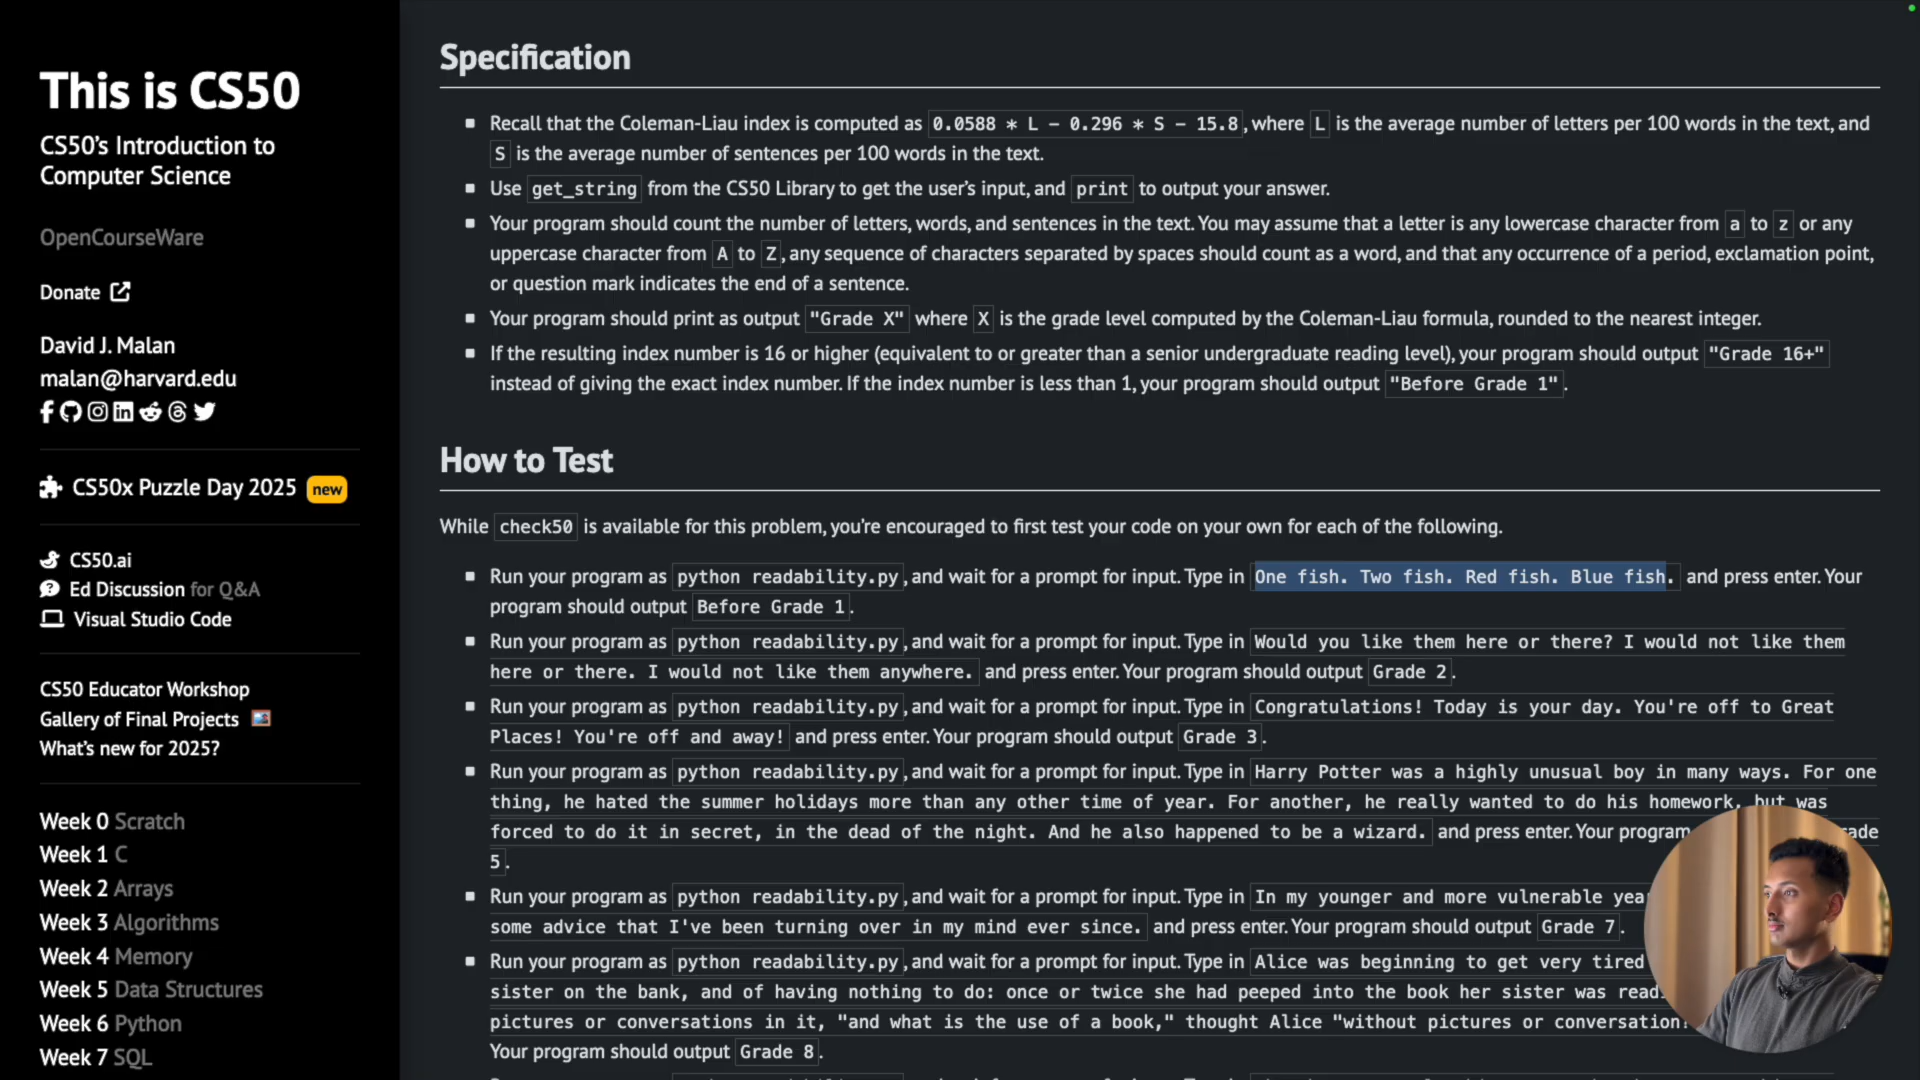 This is CS50
CS50’s Introduction to
Computer Science
OpenCourseWare
Donate
David J. Malan
malan@harvard.edu
CS50x Puzzle Day 2025 new
CS50.ai
Ed Discussion for Q&A
Visual Studio Code
CS50 Educator Workshop
Gallery of Final Projects
What’s new for 2025?
Week 0 Scratch
Week 1 C
Week 2 Arrays
Week 3 Algorithms
Week 4 Memory
Week 5 Data Structures
Week 6 Python
Week 7 SQL
Specification
Recall that the Coleman-Liau index is computed as 0.0588 * L - 0.296 * S - 15.8, where L is the average number of letters per 100 words in the text, and
S is the average number of sentences per 100 words in the text.
Use get_string from the CS50 Library to get the user’s input, and print to output your answer.
Your program should count the number of letters, words, and sentences in the text. You may assume that a letter is any lowercase character from a to z or any
uppercase character from A to Z, any sequence of characters separated by spaces should count as a word, and that any occurrence of a period, exclamation point,
or question mark indicates the end of a sentence.
Your program should print as output "Grade X" where X is the grade level computed by the Coleman-Liau formula, rounded to the nearest integer.
If the resulting index number is 16 or higher (equivalent to or greater than a senior undergraduate reading level), your program should output "Grade 16+"
instead of giving the exact index number. If the index number is less than 1, your program should output "Before Grade 1".
How to Test
While check50 is available for this problem, you’re encouraged to first test your code on your own for each of the following.
Run your program as python readability.py, and wait for a prompt for input. Type in One fish. Two fish. Red fish. Blue fish. and press enter. Your
program should output Before Grade 1.
Run your program as python readability.py, and wait for a prompt for input. Type in Would you like them here or there? I would not like them
here or there. I would not like them anywhere. and press enter. Your program should output Grade 2.
Run your program as python readability.py, and wait for a prompt for input. Type in Congratulations! Today is your day. You're off to Great
Places! You're off and away! and press enter. Your program should output Grade 3.
Run your program as python readability.py, and wait for a prompt for input. Type in Harry Potter was a highly unusual boy in many ways. For one
thing, he hated the summer holidays more than any other time of year. For another, he really wanted to do his homework, but was
forced to do it in secret, in the dead of the night. And he also happened to be a wizard. and press enter. Your program
5.
Run your program as python readability.py, and wait for a prompt for input. Type in In my younger and more vulnerable
some advice that I've been turning over in my mind ever since. and press enter. Your program should output Grade 7.
Run your program as python readability.py, and wait for a prompt for input. Type in Alice was beginning to get very tired
sister on the bank, and of having nothing to do: once or twice she had peeped into the book her sister was
pictures or conversations in it, "and what is the use of a book," thought Alice "without pictures or conversation
Your program should output Grade 8.